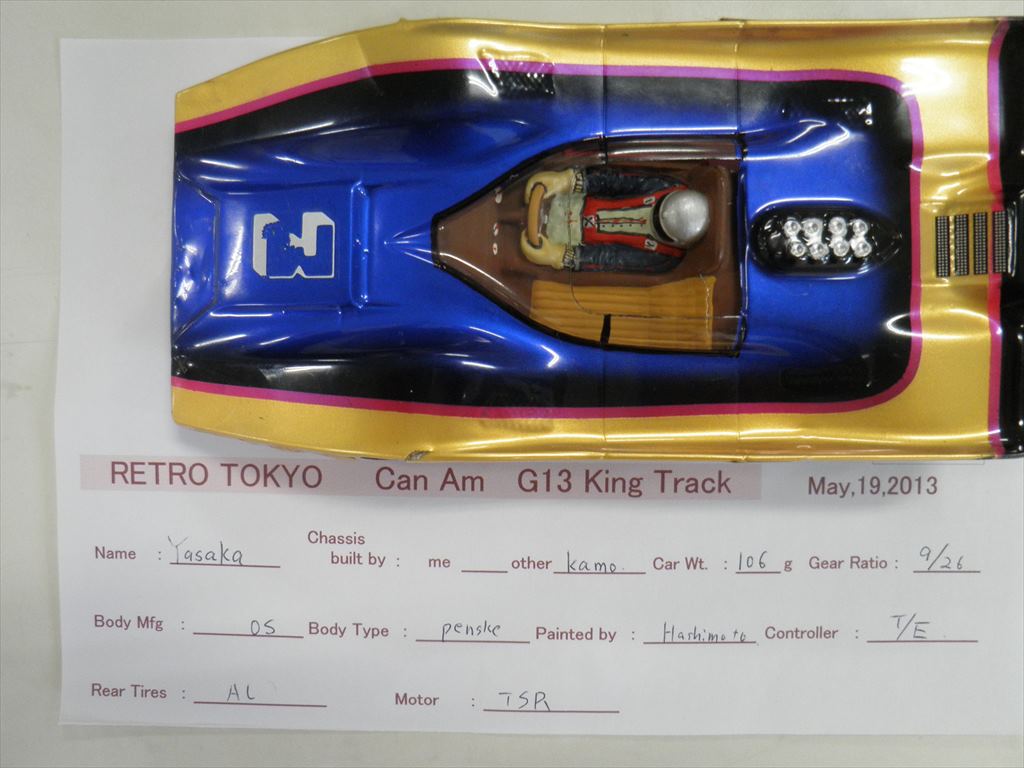 3
RETRO TOKYO Can Am G13 King Track May,19,2013
Name : Yasaka Chassis built by : me other kamo. Car Wt. : 106 g Gear Ratio : 9/26
Body Mfg : OS Body Type : penske Painted by : Hashimoto Controller : T/E
Rear Tires : AL Motor : TSR